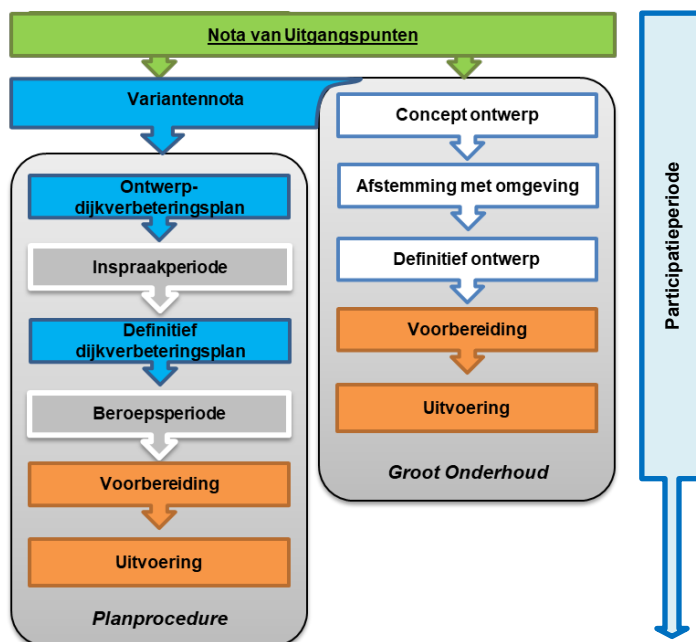 Nota van Uitgangspunten
Variantennota
Ontwerp-
dijkverbeteringsplan
Inspraakperiode
Definitief
dijkverbeteringsplan
Beroepsperiode
Voorbereiding
Uitvoering
Planprocedure
Concept ontwerp
Afstemming met omgeving
Definitief ontwerp
Voorbereiding
Uitvoering
Groot Onderhoud
Participatieperiode